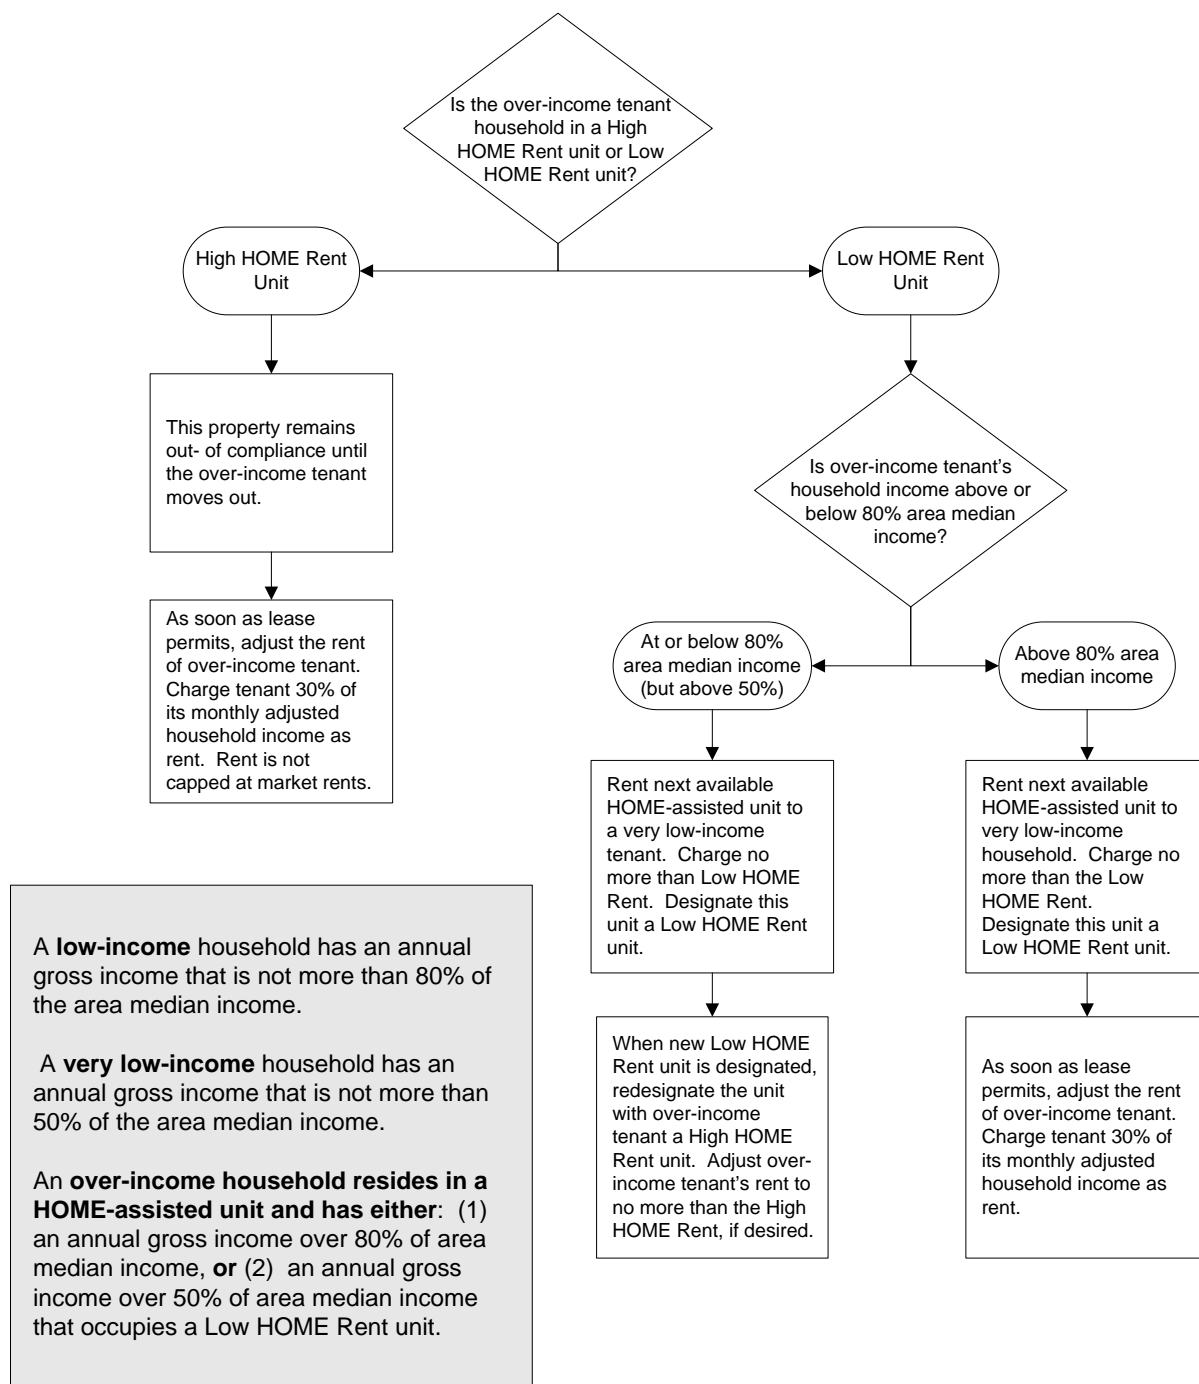 Is the over-income tenant
household in a High
HOME Rent unit or Low
HOME Rent unit?
High HOME Rent
Unit
Low HOME Rent
Unit
This property remains
out- of compliance until
the over-income tenant
moves out.
Is over-income tenant’s
household income above or
below 80% area median
income?
As soon as lease
permits, adjust the rent
of over-income tenant.
Charge tenant 30% of
its monthly adjusted
household income as
rent.  Rent is not
capped at market rents.
At or below 80%
area median income
(but above 50%)
Above 80% area
median income
Rent next available
HOME-assisted unit to
a very low-income
tenant.  Charge no
more than Low HOME
Rent.  Designate this
unit a Low HOME Rent
unit.
Rent next available
HOME-assisted unit to
very low-income
household.  Charge no
more than the Low
HOME Rent.
Designate this unit a
Low HOME Rent unit.
When new Low HOME
Rent unit is designated,
redesignate the unit
with over-income
tenant a High HOME
Rent unit.  Adjust over-
income tenant’s rent to
no more than the High
HOME Rent, if desired.
As soon as lease
permits, adjust the rent
of over-income tenant.
Charge tenant 30% of
its monthly adjusted
household income as
rent.
A low-income household has an annual
gross income that is not more than 80% of
the area median income.
A very low-income household has an
annual gross income that is not more than
50% of the area median income.
An over-income household resides in a
HOME-assisted unit and has either:  (1)
an annual gross income over 80% of area
median income, or (2)  an annual gross
income over 50% of area median income
that occupies a Low HOME Rent unit.